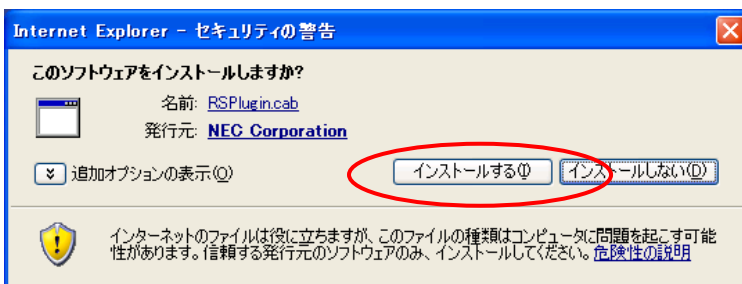 Internet Explorer - セキュリティの警告
このソフトウェアをインストールしますか?
名前: RSPlugin.cab
発行元: NEC Corporation
追加オプションの表示(O)
インストールする(I)
インストールしない(D)
インターネットのファイルは役に立ちますが、このファイルの種類はコンピュータに問題を起こす可能
性があります。信頼する発行元のソフトウェアのみ、インストールしてください。危険性の説明